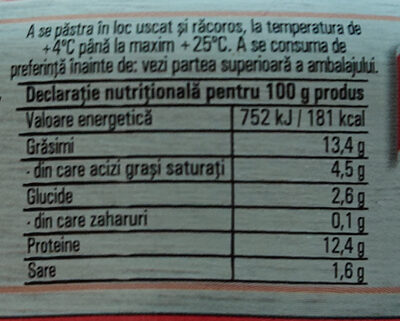 A se păstra în loc uscat și răcoros, la temperatura de
+4°C până la maxim +25°C. A se consuma de
preferință înainte de: vezi partea superioară a ambalajului.
Declarație nutrițională pentru 100 g produs
Valoare energetică 752 kJ / 181 kcal
Grăsimi 13,4 g
- din care acizi grași saturați 4,5 g
Glucide 2,6 g
- din care zaharuri 0,1 g
Proteine 12,4 g
Sare 1,6 g